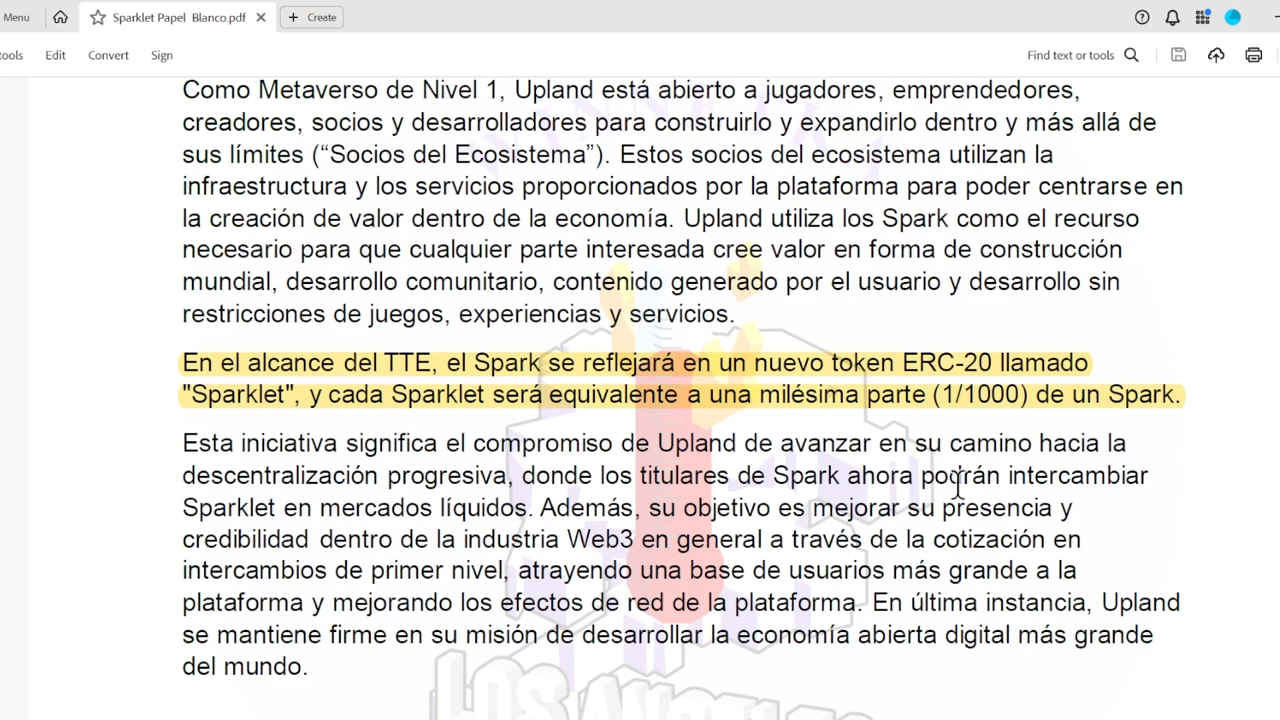 Menu
Sparklet Papel Blanco.pdf
Create
tools
Edit
Convert
Sign
Find text or tools
Como Metaverso de Nivel 1, Upland está abierto a jugadores, emprendedores,
creadores, socios y desarrolladores para construirlo y expandirlo dentro y más allá de
sus límites (“Socios del Ecosistema”). Estos socios del ecosistema utilizan la
infraestructura y los servicios proporcionados por la plataforma para poder centrarse en
la creación de valor dentro de la economía. Upland utiliza los Spark como el recurso
necesario para que cualquier parte interesada cree valor en forma de construcción
mundial, desarrollo comunitario, contenido generado por el usuario y desarrollo sin
restricciones de juegos, experiencias y servicios.
En el alcance del TTE, el Spark se reflejará en un nuevo token ERC-20 llamado
"Sparklet", y cada Sparklet será equivalente a una milésima parte (1/1000) de un Spark.
Esta iniciativa significa el compromiso de Upland de avanzar en su camino hacia la
descentralización progresiva, donde los titulares de Spark ahora podrán intercambiar
Sparklet en mercados líquidos. Además, su objetivo es mejorar su presencia y
credibilidad dentro de la industria Web3 en general a través de la cotización en
intercambios de primer nivel, atrayendo una base de usuarios más grande a la
plataforma y mejorando los efectos de red de la plataforma. En última instancia, Upland
se mantiene firme en su misión de desarrollar la economía abierta digital más grande
del mundo.
LOS ANGELES